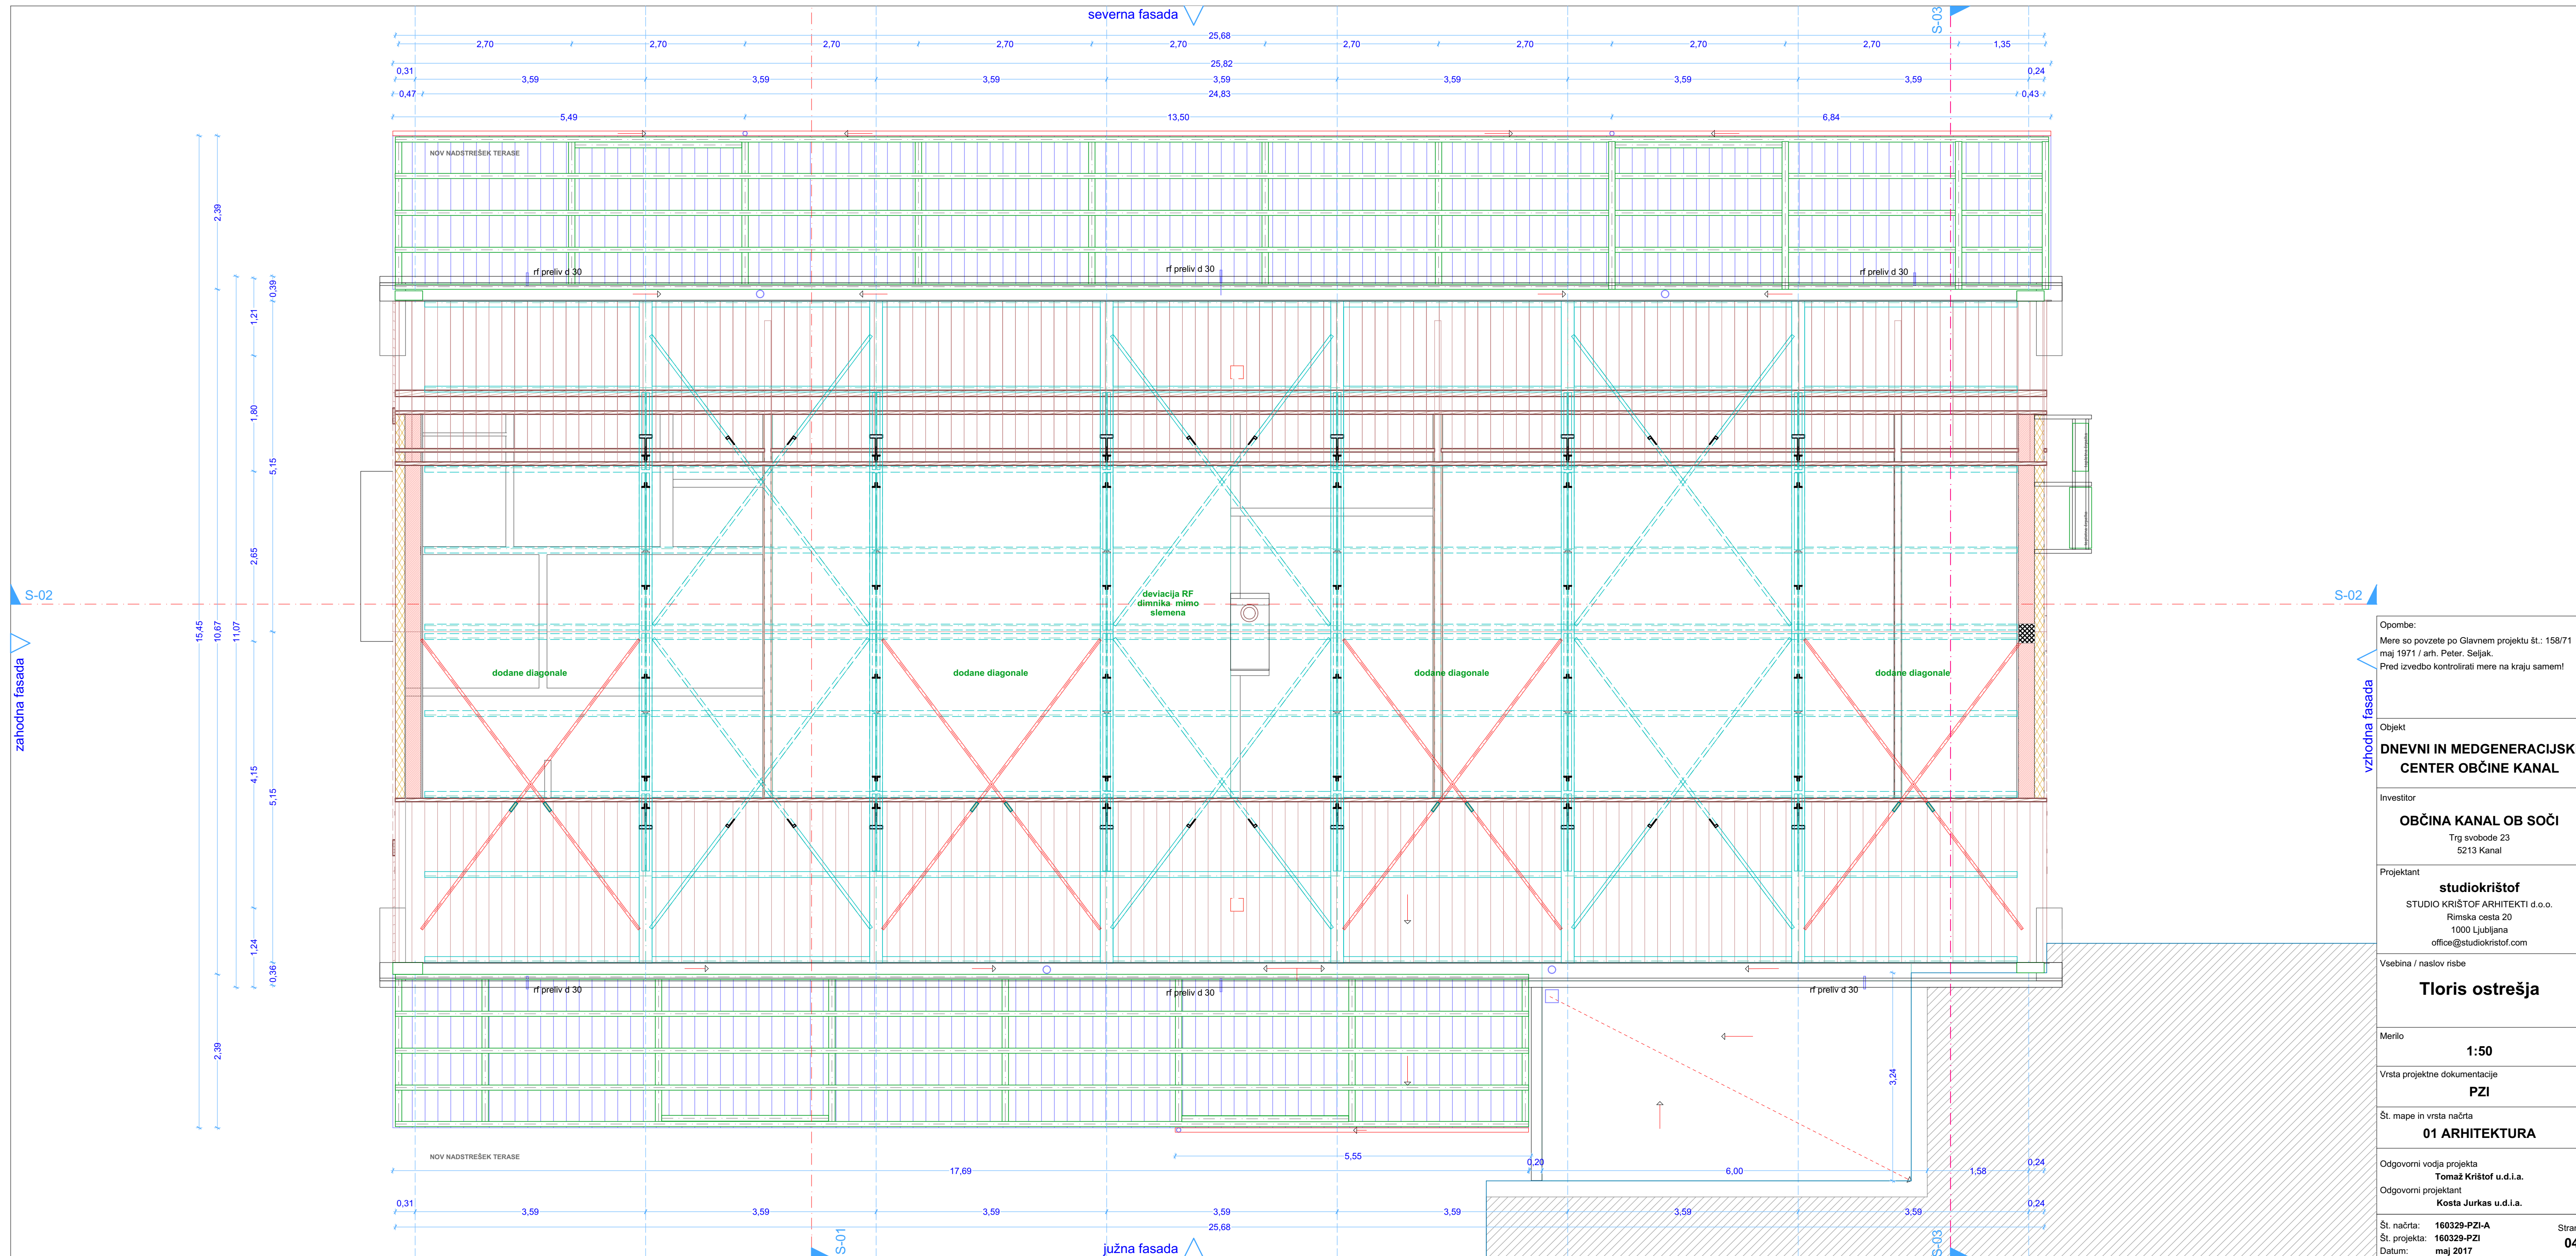 severna fasada
S-03
25,68
2,70
2,70
2,70
2,70
2,70
2,70
2,70
2,70
2,70
1,35
25,82
0,31
3,59
3,59
3,59
3,59
3,59
3,59
3,59
0,24
0,47
24,83
0,43
5,49
13,50
6,84
NOV NADSTREŠEK TERASE
rf preliv d 30
rf preliv d 30
rf preliv d 30
2,39
0,39
1,21
1,80
5,15
2,65
15,45
10,67
11,07
4,15
5,15
1,24
0,36
2,39
S-02
zahodna fasada
deviacija RF
dimnika mimo
slemena
dodane diagonale
dodane diagonale
dodane diagonale
dodane diagonale
S-02
vzhodna fasada
rf preliv d 30
rf preliv d 30
rf preliv d 30
3,24
NOV NADSTREŠEK TERASE
5,55
17,69
0,20
6,00
1,58
0,24
0,31
3,59
3,59
3,59
3,59
3,59
3,59
3,59
0,24
25,68
S-01
južna fasada
S-03
Opombe:
Mere so povzete po Glavnem projektu št.: 158/71
maj 1971 / arh. Peter. Seljak.
Pred izvedbo kontrolirati mere na kraju samem!
Objekt
DNEVNI IN MEDGENERACIJSK
CENTER OBČINE KANAL
Investitor
OBČINA KANAL OB SOČI
Trg svobode 23
5213 Kanal
Projektant
studiokrištof
STUDIO KRIŠTOF ARHITEKTI d.o.o.
Rimska cesta 20
1000 Ljubljana
office@studiokristof.com
Vsebina / naslov risbe
Tloris ostrešja
Merilo
1:50
Vrsta projektne dokumentacije
PZI
Št. mape in vrsta načrta
01 ARHITEKTURA
Odgovorni vodja projekta
Tomaž Krištof u.d.i.a.
Odgovorni projektant
Kosta Jurkas u.d.i.a.
Št. načrta: 160329-PZI-A
Stran
Št. projekta: 160329-PZI
04
Datum: maj 2017